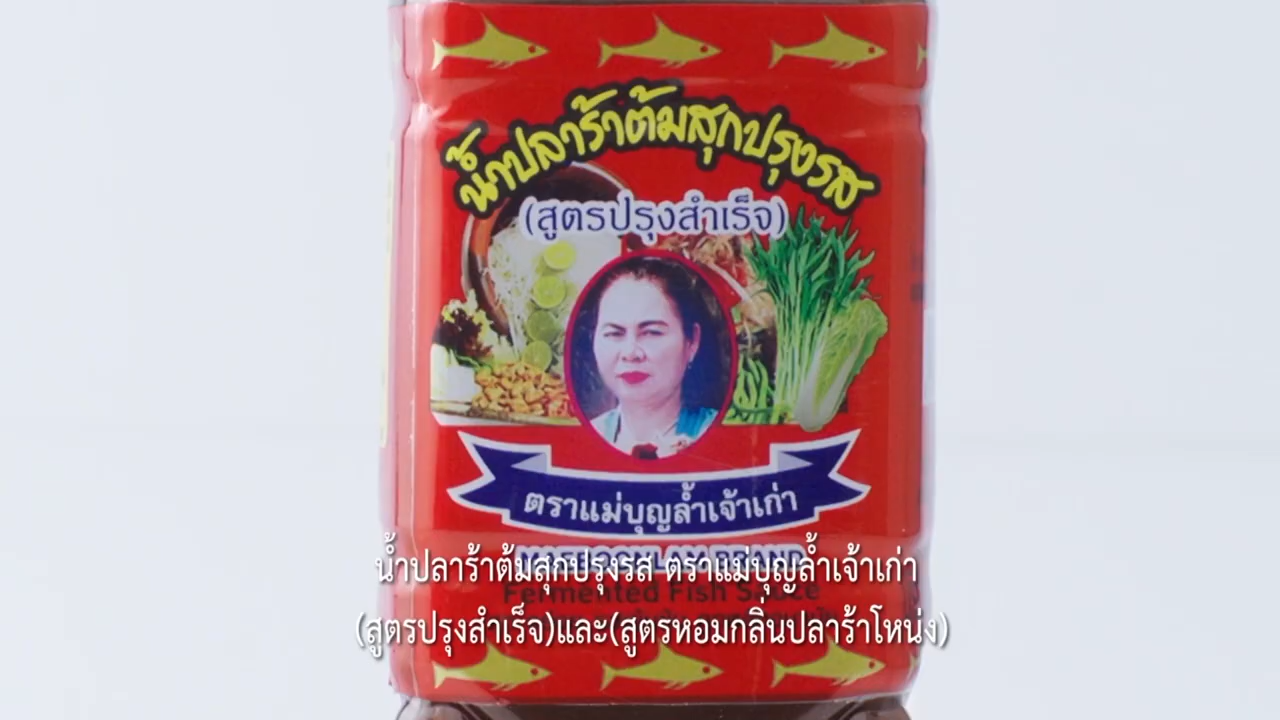 น้ำปลาร้าต้มสุกปรุงรส
(สูตรปรุงสำเร็จ)
ตราแม่บุญล้ำเจ้าเก่า
น้ำปลาร้าต้มสุกปรุงรส ตราแม่บุญล้ำเจ้าเก่า
Fermented Fish Sauce
(สูตรปรุงสำเร็จ)และ(สูตรหอมกลิ่นปลาร้าโหน่ง)